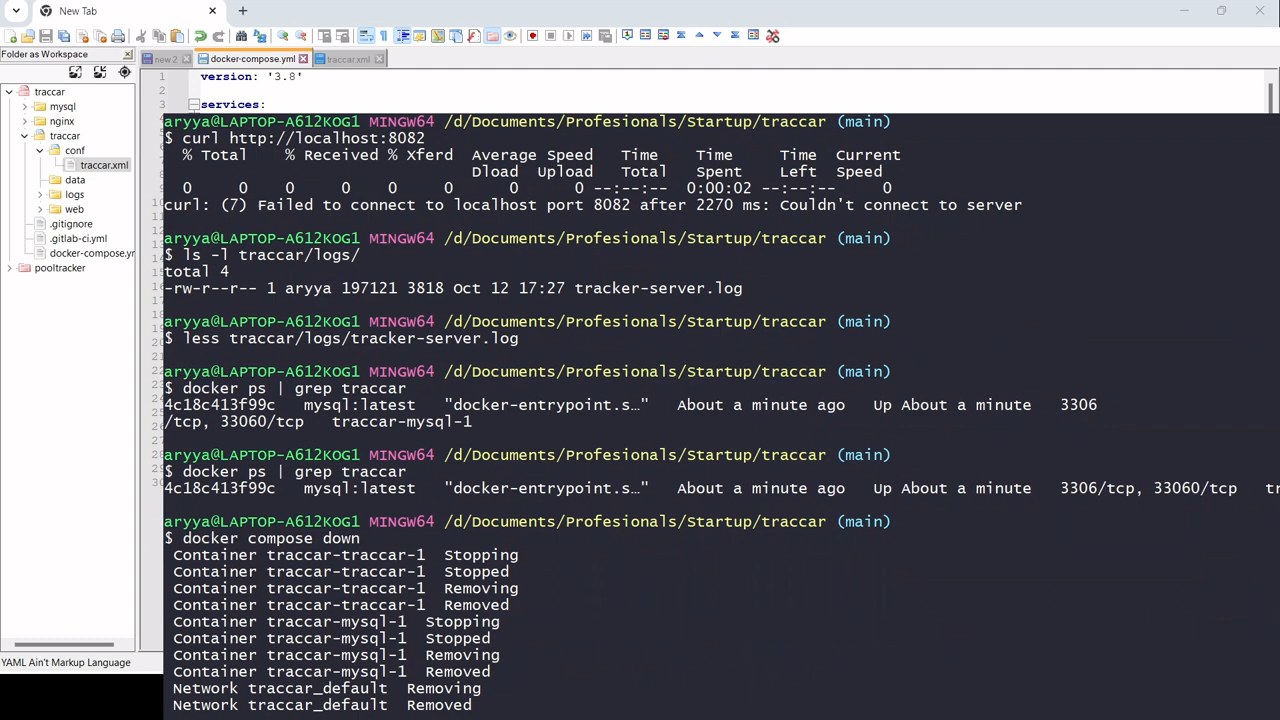 New Tab
Folder as Workspace
new 2
docker-compose.yml
traccar.xml
traccar
mysql
nginx
traccar
conf
traccar.xml
data
logs
web
.gitignore
.gitlab-ci.yml
docker-compose.yr
pooltracker
YAML Ain't Markup Language
1 version: '3.8'
2
3 services:
aryya@LAPTOP-A612KOG1 MINGW64 /d/Documents/Profesionals/Startup/traccar (main)
$ curl http://localhost:8082
% Total % Received % Xferd Average Speed Time Time Time Current
Dload Upload Total Spent Left Speed
0 0 0 0 0 0 0 0 --:--:-- 0:00:02 --:--:-- 0
curl: (7) Failed to connect to localhost port 8082 after 2270 ms: Couldn't connect to server
aryya@LAPTOP-A612KOG1 MINGW64 /d/Documents/Profesionals/Startup/traccar (main)
$ ls -l traccar/logs/
total 4
-rw-r--r-- 1 aryya 197121 3818 Oct 12 17:27 tracker-server.log
aryya@LAPTOP-A612KOG1 MINGW64 /d/Documents/Profesionals/Startup/traccar (main)
$ less traccar/logs/tracker-server.log
aryya@LAPTOP-A612KOG1 MINGW64 /d/Documents/Profesionals/Startup/traccar (main)
$ docker ps | grep traccar
4c18c413f99c mysql:latest "docker-entrypoint.s…" About a minute ago Up About a minute 3306
/tcp, 33060/tcp traccar-mysql-1
aryya@LAPTOP-A612KOG1 MINGW64 /d/Documents/Profesionals/Startup/traccar (main)
$ docker ps | grep traccar
4c18c413f99c mysql:latest "docker-entrypoint.s…" About a minute ago Up About a minute 3306/tcp, 33060/tcp tr
aryya@LAPTOP-A612KOG1 MINGW64 /d/Documents/Profesionals/Startup/traccar (main)
$ docker compose down
Container traccar-traccar-1 Stopping
Container traccar-traccar-1 Stopped
Container traccar-traccar-1 Removing
Container traccar-traccar-1 Removed
Container traccar-mysql-1 Stopping
Container traccar-mysql-1 Stopped
Container traccar-mysql-1 Removing
Container traccar-mysql-1 Removed
Network traccar_default Removing
Network traccar_default Removed